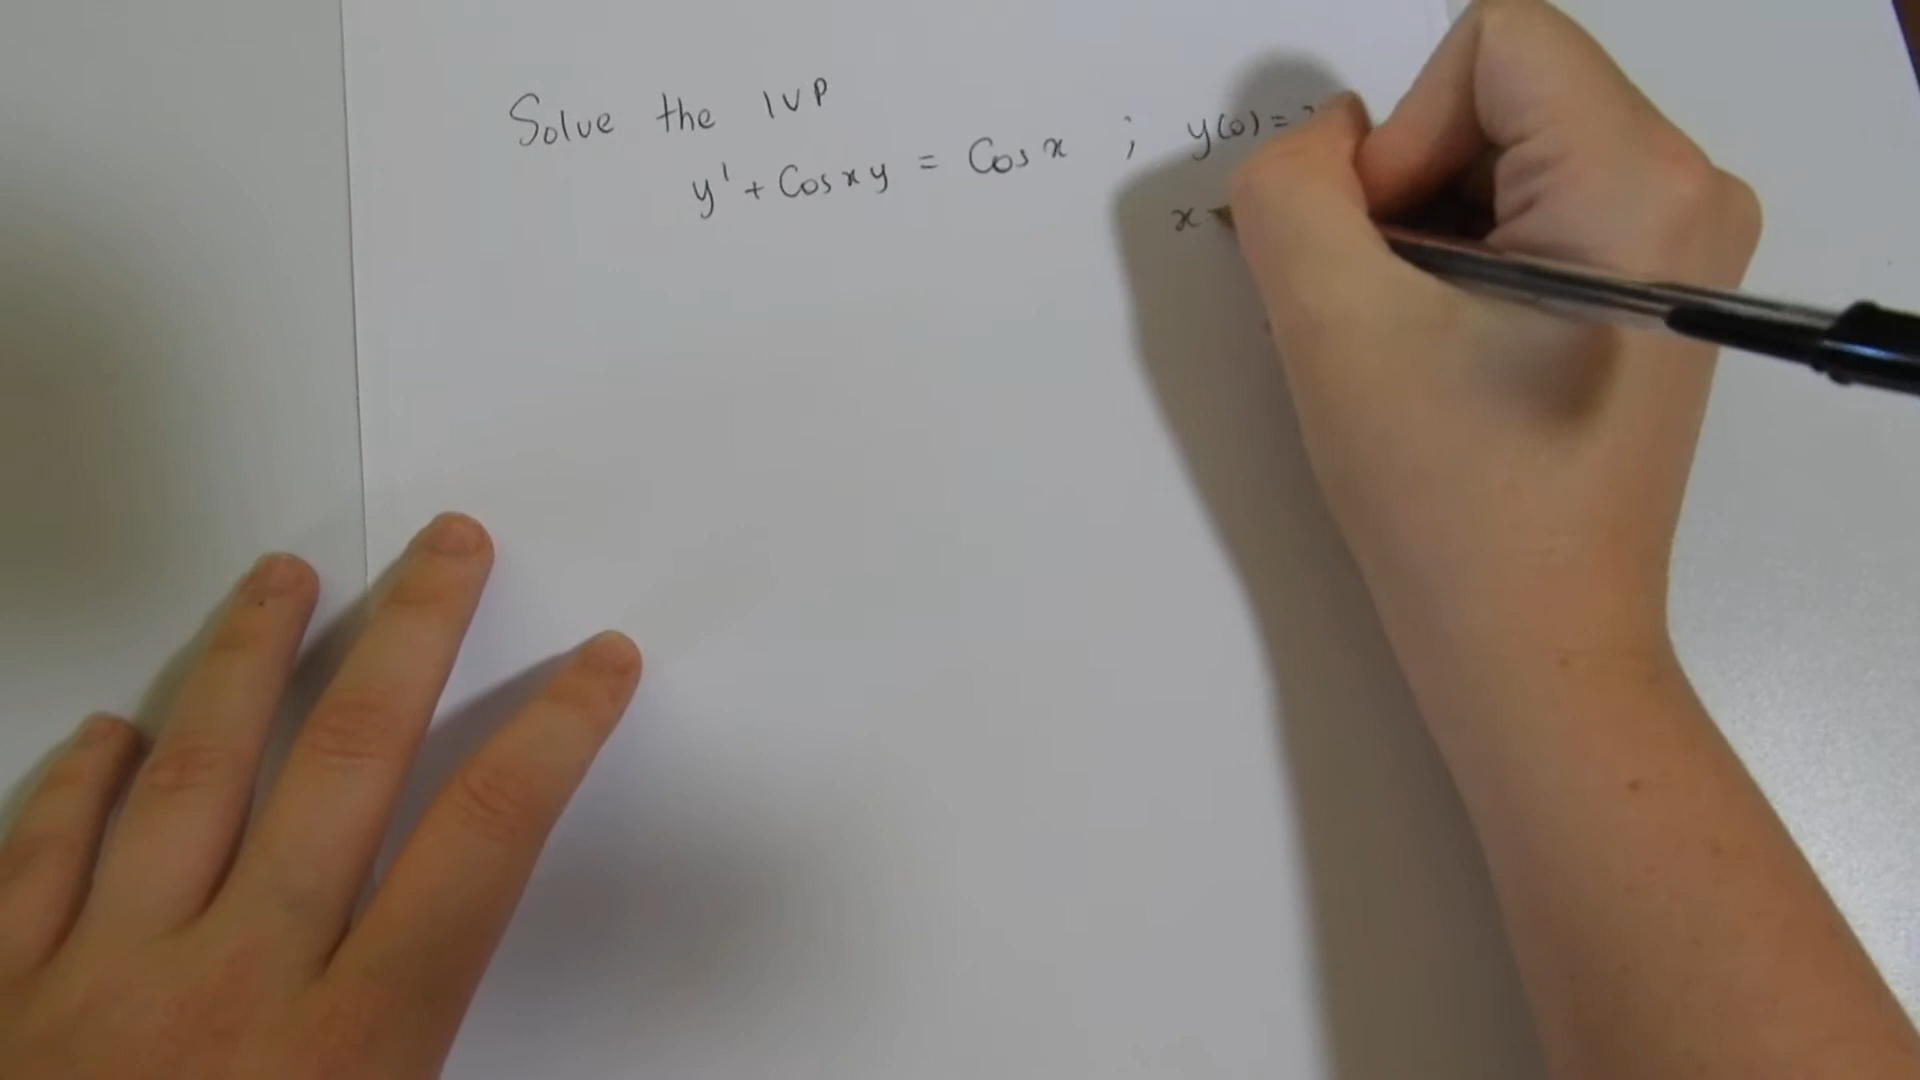 Solve the IVP
y' + Cos x y = Cos x ; y(0) =
x